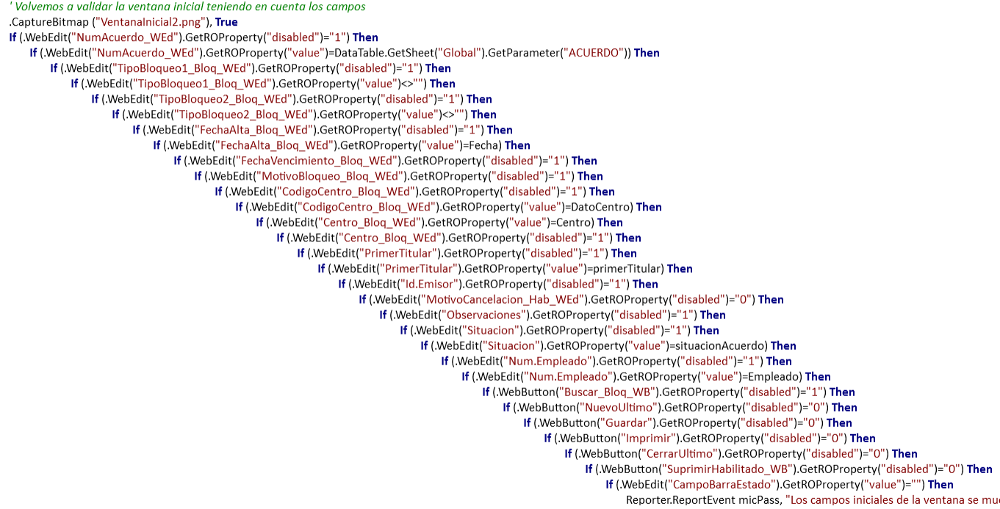 ' Volvemos a validar la ventana inicial teniendo en cuenta los campos
.CaptureBitmap ("VentanaInicial2.png"), True
If (.WebEdit("NumAcuerdo_WEd").GetROProperty("disabled")="1") Then
If (.WebEdit("NumAcuerdo_WEd").GetROProperty("value")=DataTable.GetSheet("Global").GetParameter("ACUERDO")) Then
If (.WebEdit("TipoBloqueo1_Bloq_WEd").GetROProperty("disabled")="1") Then
If (.WebEdit("TipoBloqueo1_Bloq_WEd").GetROProperty("value")<>"") Then
If (.WebEdit("TipoBloqueo2_Bloq_WEd").GetROProperty("disabled")="1") Then
If (.WebEdit("TipoBloqueo2_Bloq_WEd").GetROProperty("value")<>"") Then
If (.WebEdit("FechaAlta_Bloq_WEd").GetROProperty("disabled")="1") Then
If (.WebEdit("FechaAlta_Bloq_WEd").GetROProperty("value")=Fecha) Then
If (.WebEdit("FechaVencimiento_Bloq_WEd").GetROProperty("disabled")="1") Then
If (.WebEdit("MotivoBloqueo_Bloq_WEd").GetROProperty("disabled")="1") Then
If (.WebEdit("CodigoCentro_Bloq_WEd").GetROProperty("disabled")="1") Then
If (.WebEdit("CodigoCentro_Bloq_WEd").GetROProperty("value")=DatoCentro) Then
If (.WebEdit("Centro_Bloq_WEd").GetROProperty("value")=Centro) Then
If (.WebEdit("Centro_Bloq_WEd").GetROProperty("disabled")="1") Then
If (.WebEdit("PrimerTitular").GetROProperty("disabled")="1") Then
If (.WebEdit("PrimerTitular").GetROProperty("value")=primerTitular) Then
If (.WebEdit("Id.Emisor").GetROProperty("disabled")="1") Then
If (.WebEdit("MotivoCancelacion_Hab_WEd").GetROProperty("disabled")="0") Then
If (.WebEdit("Observaciones").GetROProperty("disabled")="1") Then
If (.WebEdit("Situacion").GetROProperty("disabled")="1") Then
If (.WebEdit("Situacion").GetROProperty("value")=situacionAcuerdo) Then
If (.WebEdit("Num.Empleado").GetROProperty("disabled")="1") Then
If (.WebEdit("Num.Empleado").GetROProperty("value")=Empleado) Then
If (.WebButton("Buscar_Bloq_WB").GetROProperty("disabled")="1") Then
If (.WebButton("NuevoUltimo").GetROProperty("disabled")="0") Then
If (.WebButton("Guardar").GetROProperty("disabled")="0") Then
If (.WebButton("Imprimir").GetROProperty("disabled")="0") Then
If (.WebButton("CerrarUltimo").GetROProperty("disabled")="0") Then
If (.WebButton("SuprimirHabilitado_WB").GetROProperty("disabled")="0") Then
If (.WebEdit("CampoBarraEstado").GetROProperty("value")="") Then
Reporter.ReportEvent micPass, "Los campos iniciales de la ventana se